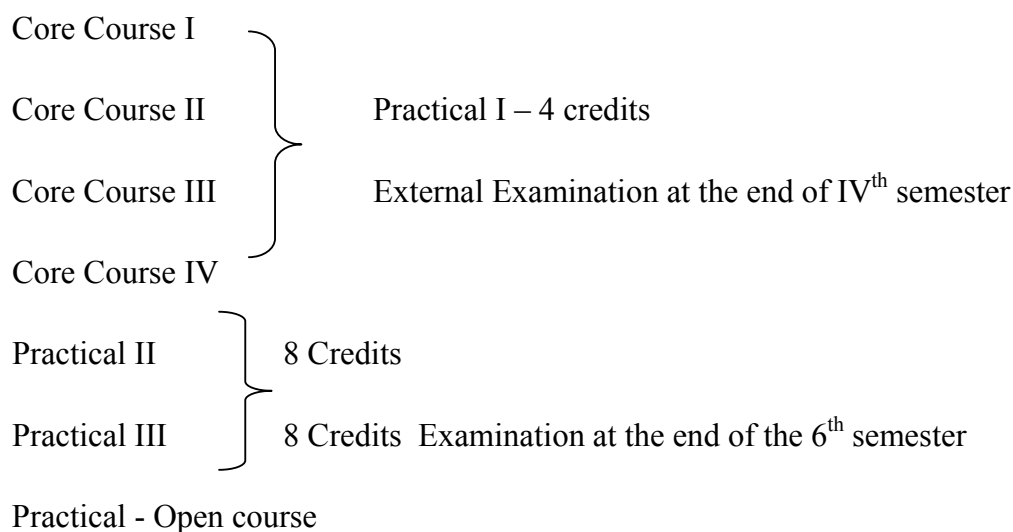 Core Course I
Core Course II Practical I – 4 credits
Core Course III External Examination at the end of IVth semester
Core Course IV
Practical II 8 Credits
Practical III 8 Credits Examination at the end of the 6th semester
Practical - Open course